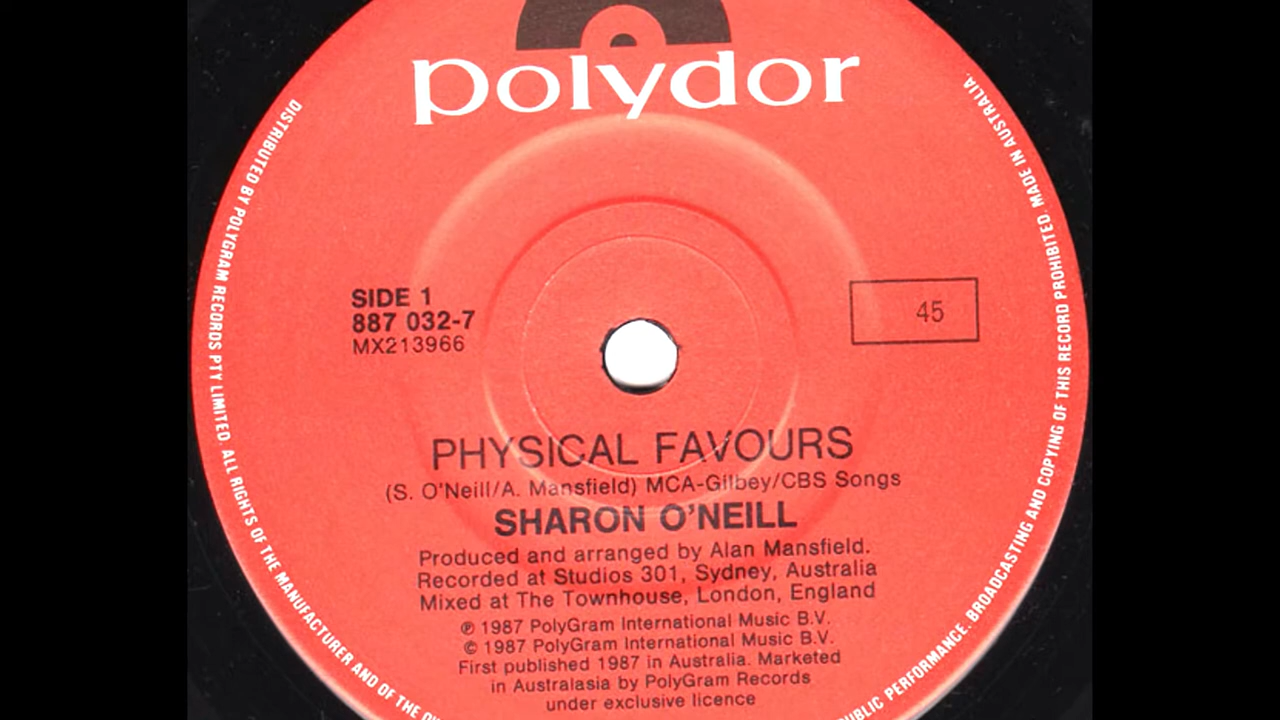 polydor
DISTRIBUTED BY POLYGRAM RECORDS PTY LIMITED. ALL RIGHTS OF THE MANUFACTURER AND OF THE
PUBLIC PERFORMANCE. BROADCASTING AND COPYING OF THIS RECORD PROHIBITED. MADE IN AUSTRALIA.
SIDE 1
887 032-7
MX213966
45
PHYSICAL FAVOURS
(S. O'Neill/A. Mansfield) MCA-Gilbey/CBS Songs
SHARON O'NEILL
Produced and arranged by Alan Mansfield.
Recorded at Studios 301, Sydney, Australia
Mixed at The Townhouse, London, England
℗ 1987 PolyGram International Music B.V.
© 1987 PolyGram International Music B.V.
First published 1987 in Australia. Marketed
in Australasia by PolyGram Records
under exclusive licence